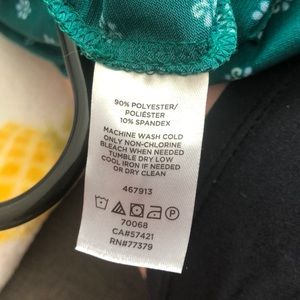 90% POLYESTER/
POLIÉSTER
10% SPANDEX
MACHINE WASH COLD
ONLY NON-CHLORINE
BLEACH WHEN NEEDED
TUMBLE DRY LOW
COOL IRON IF NEEDED
OR DRY CLEAN
467913
70068
CA#57421
RN#77379